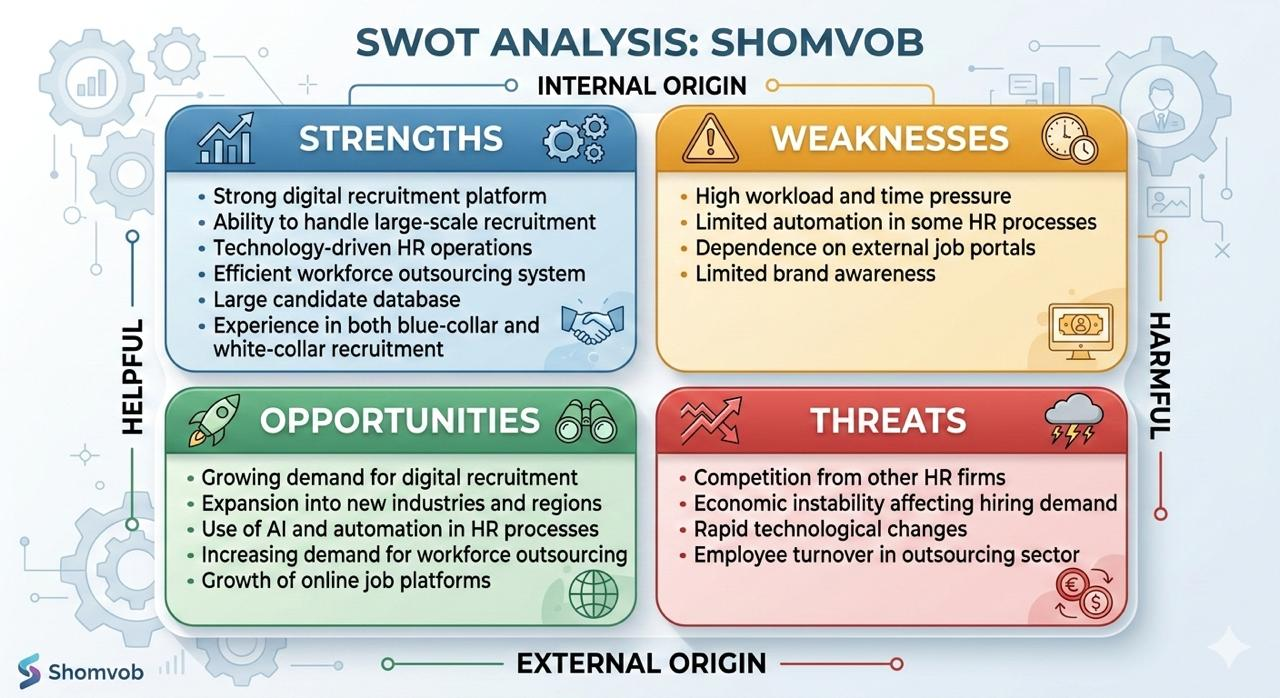 SWOT ANALYSIS: SHOMVOB
INTERNAL ORIGIN
HELPFUL
HARMFUL
STRENGTHS
• Strong digital recruitment platform
• Ability to handle large-scale recruitment
• Technology-driven HR operations
• Efficient workforce outsourcing system
• Large candidate database
• Experience in both blue-collar and
white-collar recruitment
WEAKNESSES
• High workload and time pressure
• Limited automation in some HR processes
• Dependence on external job portals
• Limited brand awareness
OPPORTUNITIES
• Growing demand for digital recruitment
• Expansion into new industries and regions
• Use of AI and automation in HR processes
• Increasing demand for workforce outsourcing
• Growth of online job platforms
THREATS
• Competition from other HR firms
• Economic instability affecting hiring demand
• Rapid technological changes
• Employee turnover in outsourcing sector
€
$
EXTERNAL ORIGIN
Shomvob